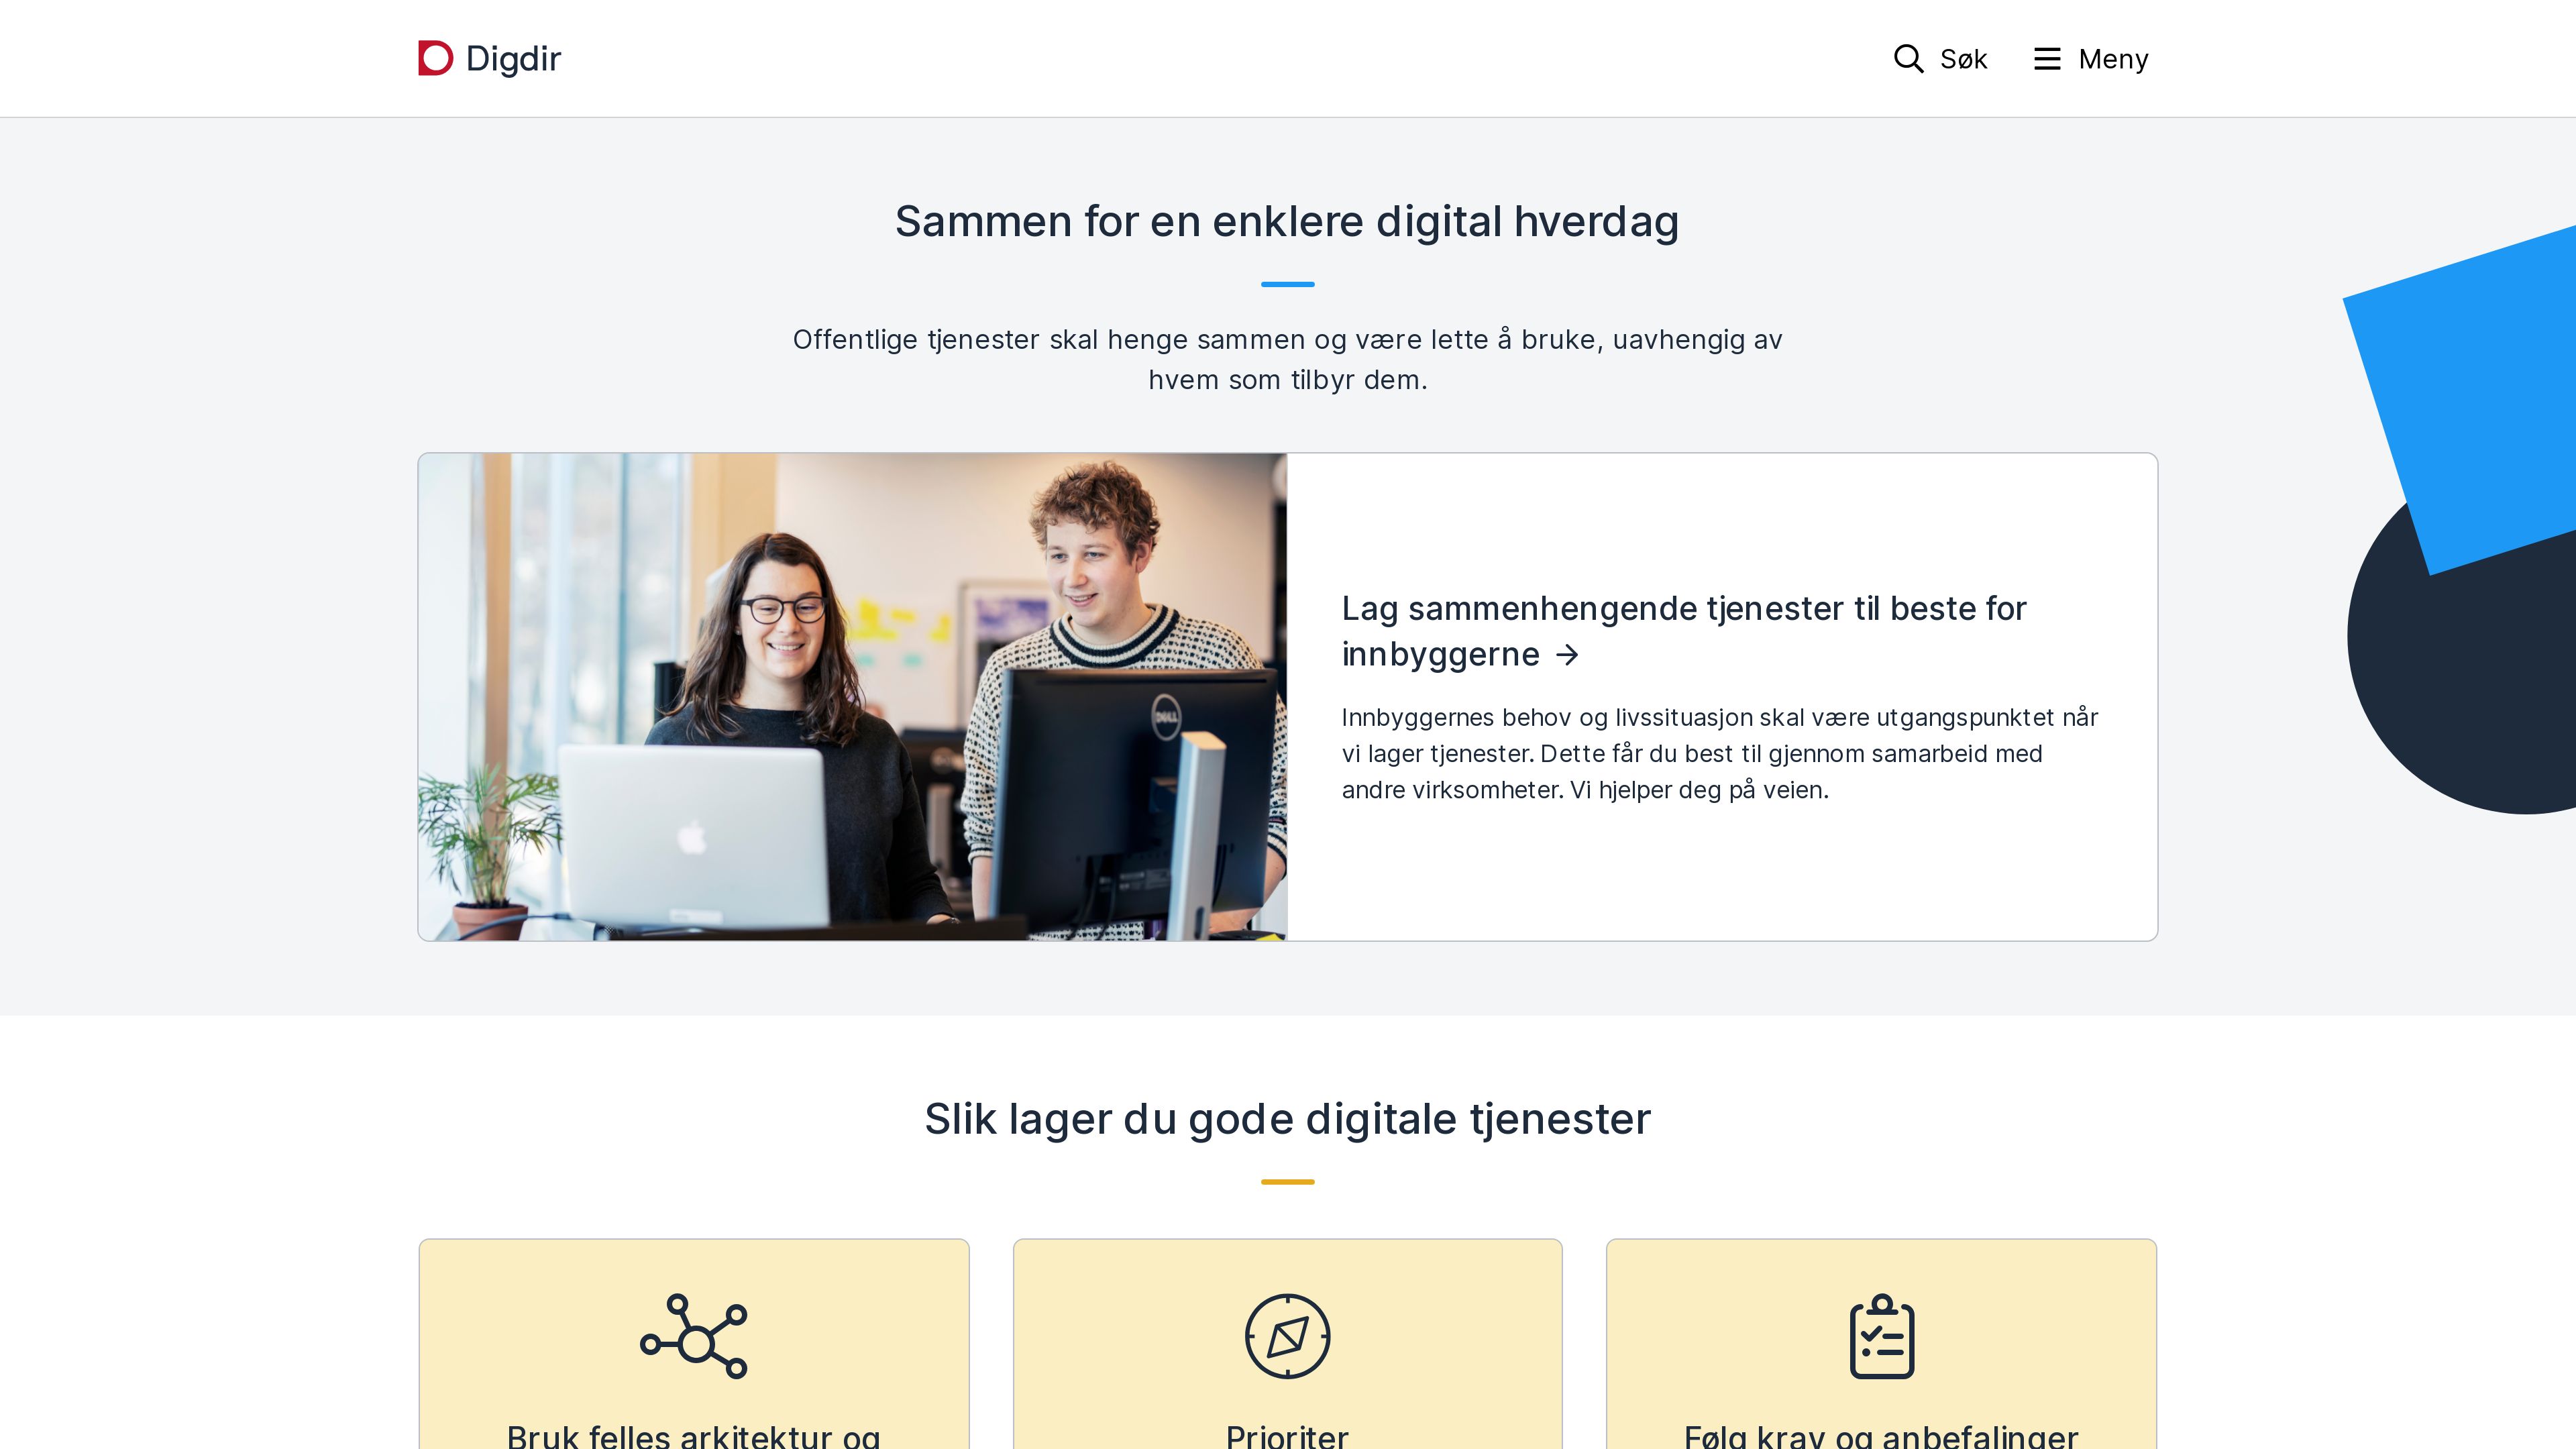 Digdir
Søk
Meny
Sammen for en enklere digital hverdag
Offentlige tjenester skal henge sammen og være lette å bruke, uavhengig av
hvem som tilbyr dem.
DELL
Lag sammenhengende tjenester til beste for
innbyggerne
Innbyggernes behov og livssituasjon skal være utgangspunktet når
vi lager tjenester. Dette får du best til gjennom samarbeid med
andre virksomheter. Vi hjelper deg på veien.
Slik lager du gode digitale tjenester
Bruk felles arkitektur og
Prioriter
Følg krav og anbefalinger